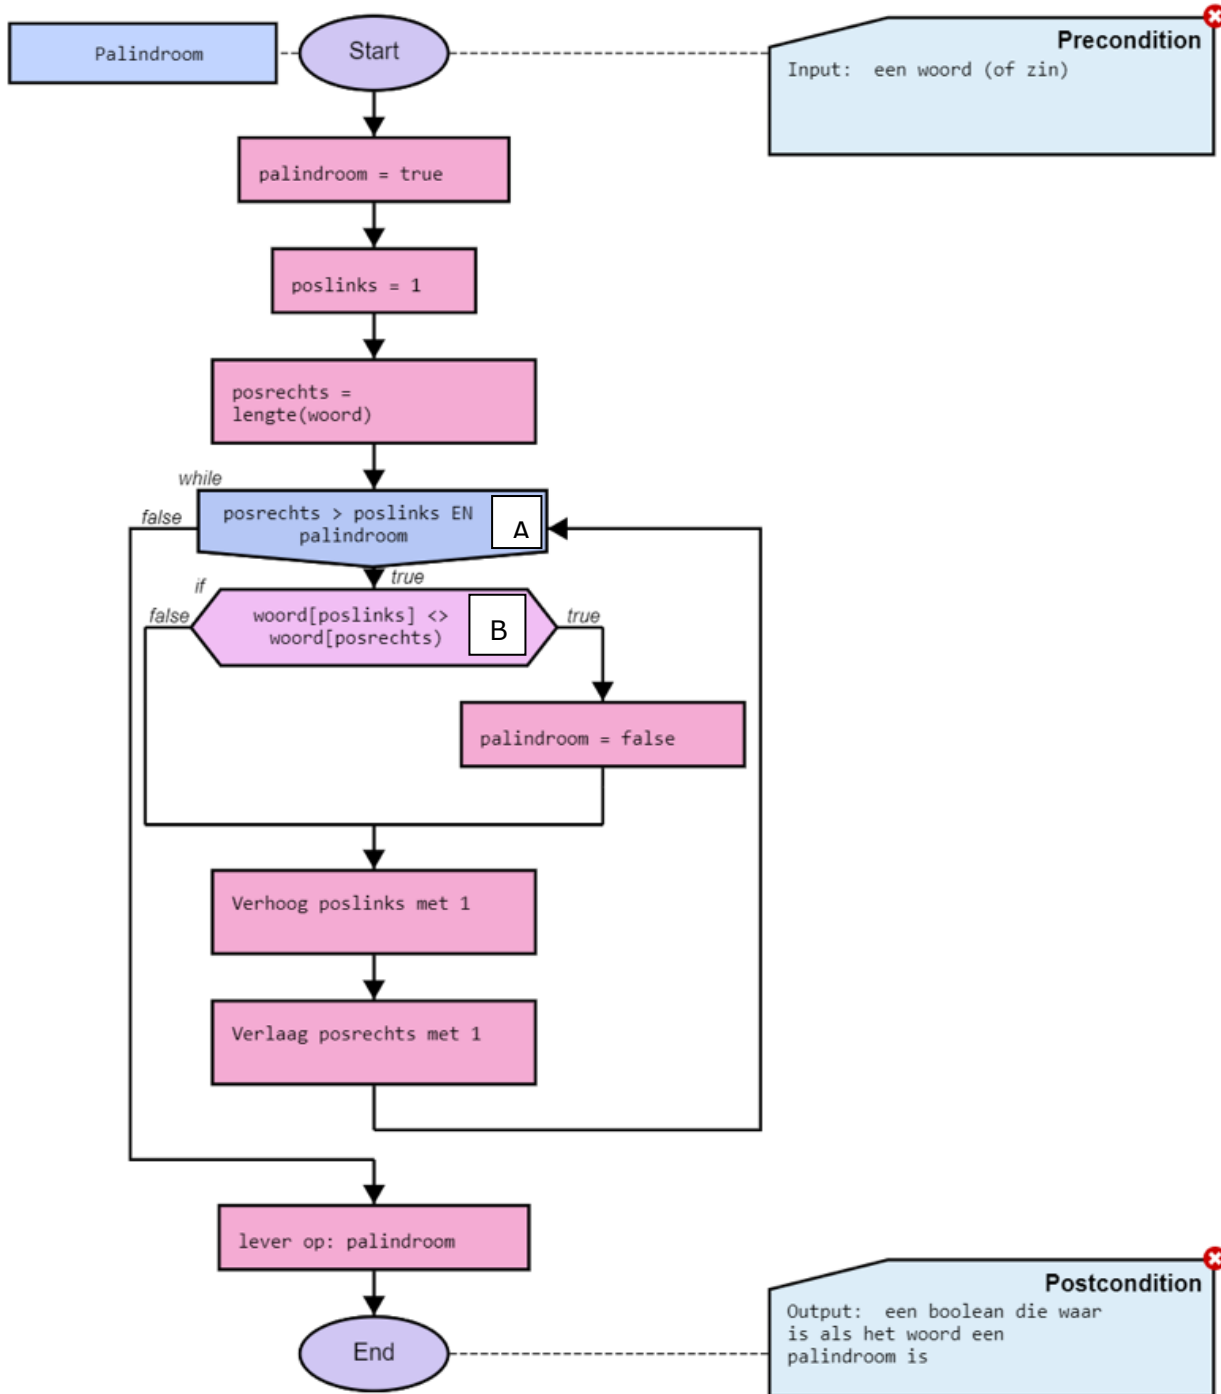 Palindroom
Start
Precondition
Input:  een woord (of zin)
palindroom = true
poslinks = 1
posrechts =
lengte(woord)
while
false
posrechts > poslinks EN
palindroom
A
true
if
false
woord[poslinks] <>
woord[posrechts)
B
true
palindroom = false
Verhoog poslinks met 1
Verlaag posrechts met 1
lever op: palindroom
End
Postcondition
Output:  een boolean die waar
is als het woord een
palindroom is